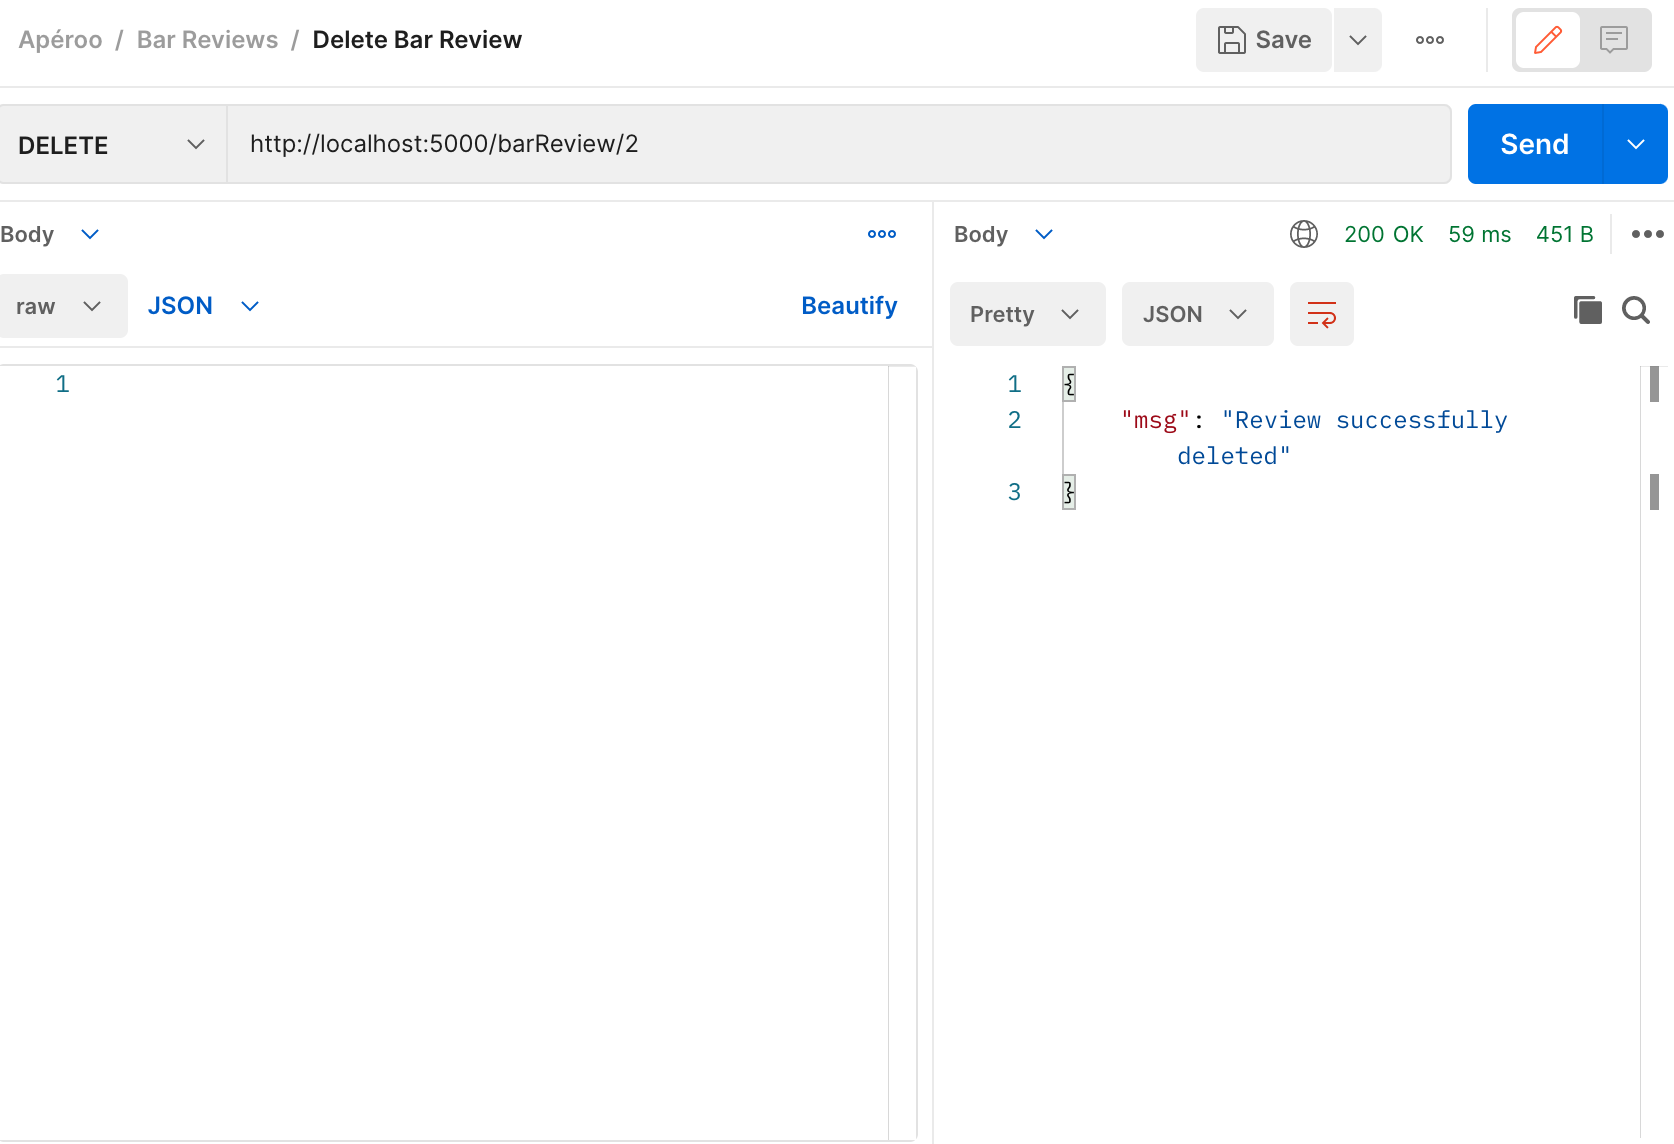 Apéroo / Bar Reviews / Delete Bar Review
Save
DELETE
http://localhost:5000/barReview/2
Send
Body
raw
JSON
Beautify
1
Body
200 OK 59 ms 451 B
Pretty
JSON
1 {
2 "msg": "Review successfully
deleted"
3 }